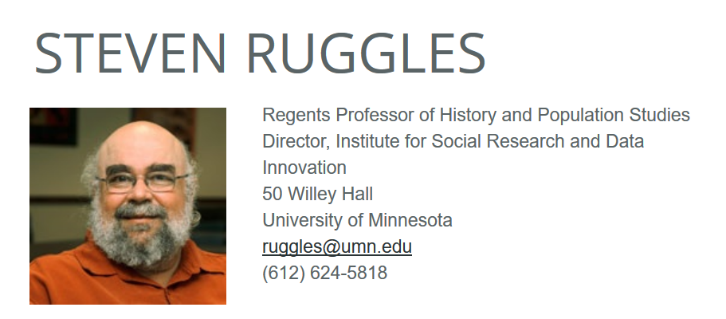 STEVEN RUGGLES
Regents Professor of History and Population Studies
Director, Institute for Social Research and Data
Innovation
50 Willey Hall
University of Minnesota
ruggles@umn.edu
(612) 624-5818